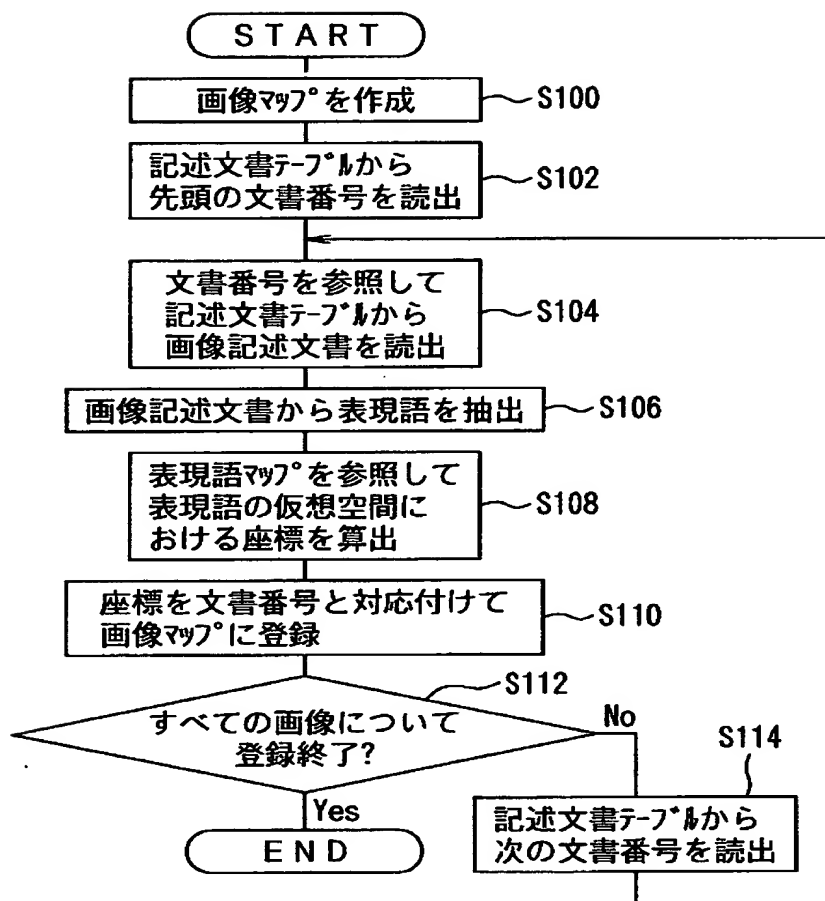 START
画像マップを作成
S100
記述文書テーブルから
先頭の文書番号を読出
S102
文書番号を参照して
記述文書テーブルから
画像記述文書を読出
S104
画像記述文書から表現語を抽出
S106
表現語マップを参照して
表現語の仮想空間に
おける座標を算出
S108
座標を文書番号と対応付けて
画像マップに登録
S110
S112
すべての画像について
登録終了?
No
S114
Yes
記述文書テーブルから
次の文書番号を読出
END